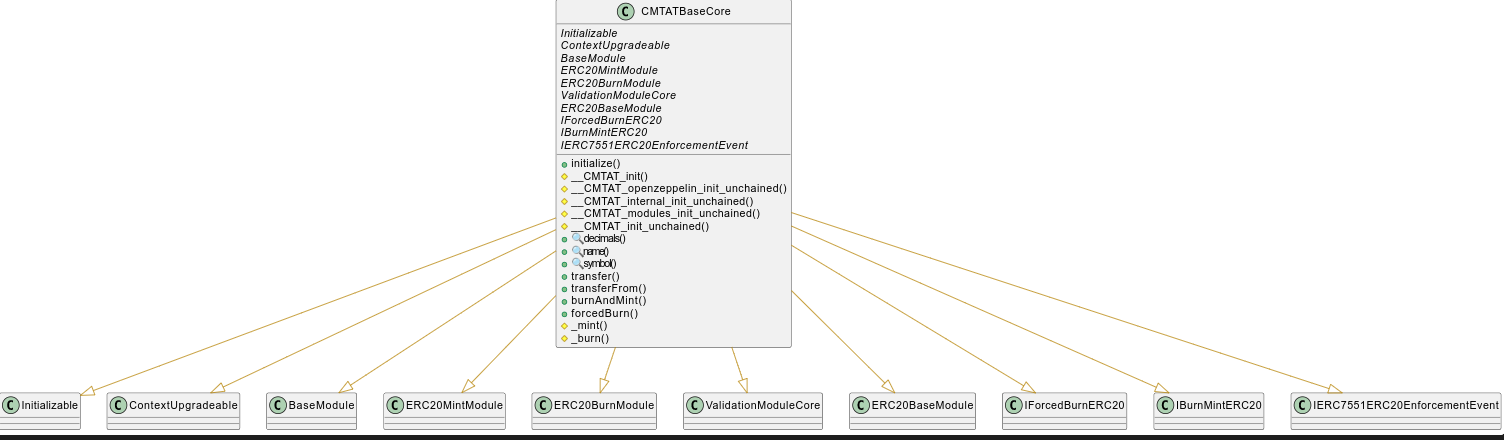 C CMTATBaseCore
Initializable
ContextUpgradeable
BaseModule
ERC20MintModule
ERC20BurnModule
ValidationModuleCore
ERC20BaseModule
IForcedBurnERC20
IBurnMintERC20
IERC7551ERC20EnforcementEvent
initialize()
__CMTAT_init()
__CMTAT_openzeppelin_init_unchained()
__CMTAT_internal_init_unchained()
__CMTAT_modules_init_unchained()
__CMTAT_init_unchained()
🔍decimals()
🔍name()
🔍symbol()
transfer()
transferFrom()
burnAndMint()
forcedBurn()
_mint()
_burn()
C Initializable
C ContextUpgradeable
C BaseModule
C ERC20MintModule
C ERC20BurnModule
C ValidationModuleCore
C ERC20BaseModule
C IForcedBurnERC20
C IBurnMintERC20
C IERC7551ERC20EnforcementEvent